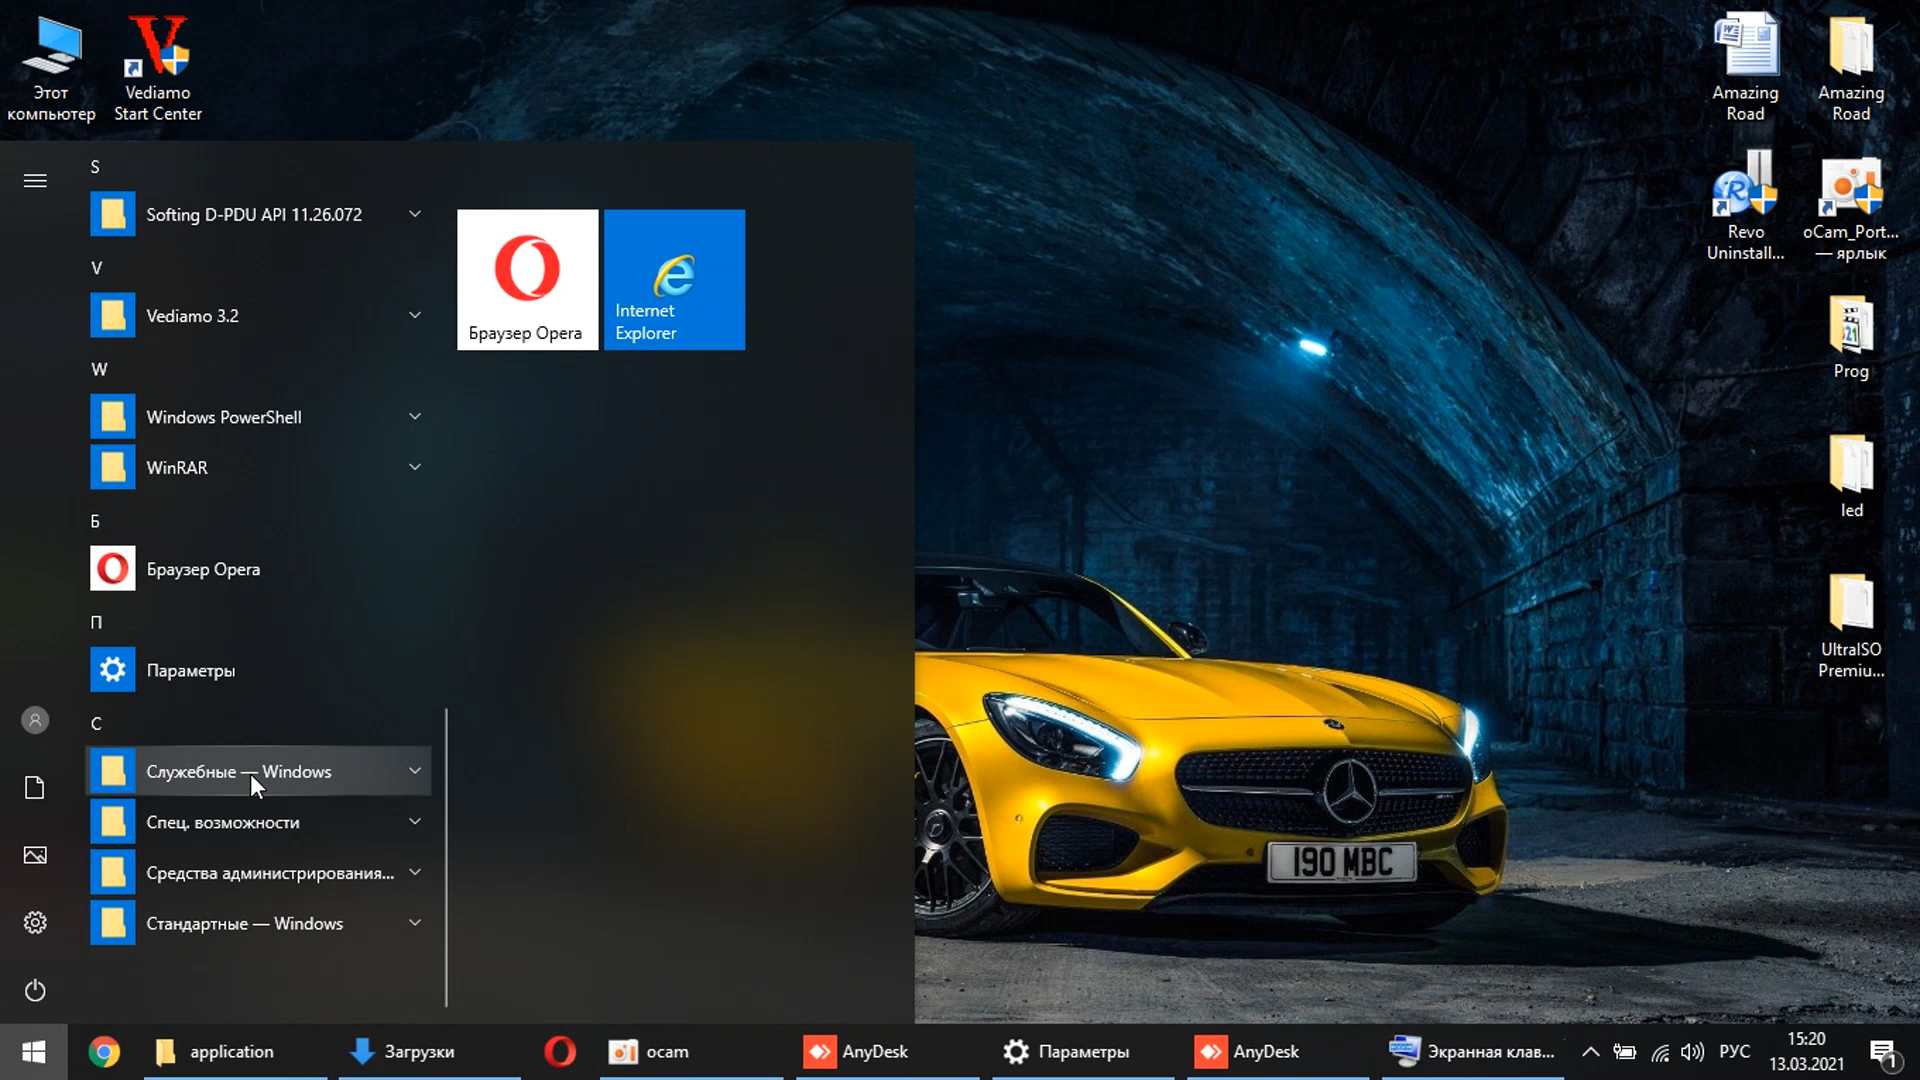 Этот
компьютер
Vediamo
Start Center
Amazing
Road
Amazing
Road
Revo
Uninstall...
oCam_Port...
— ярлык
Prog
led
UltraISO
Premiu...
S
Softing D-PDU API 11.26.072
V
Vediamo 3.2
W
Windows PowerShell
WinRAR
Б
Браузер Opera
П
Параметры
С
Служебные — Windows
Спец. возможности
Средства администрирования...
Стандартные — Windows
Браузер Opera
Internet
Explorer
190 MBC
application
Загрузки
ocam
AnyDesk
Параметры
AnyDesk
Экранная клав...
РУС
15:20
13.03.2021
1